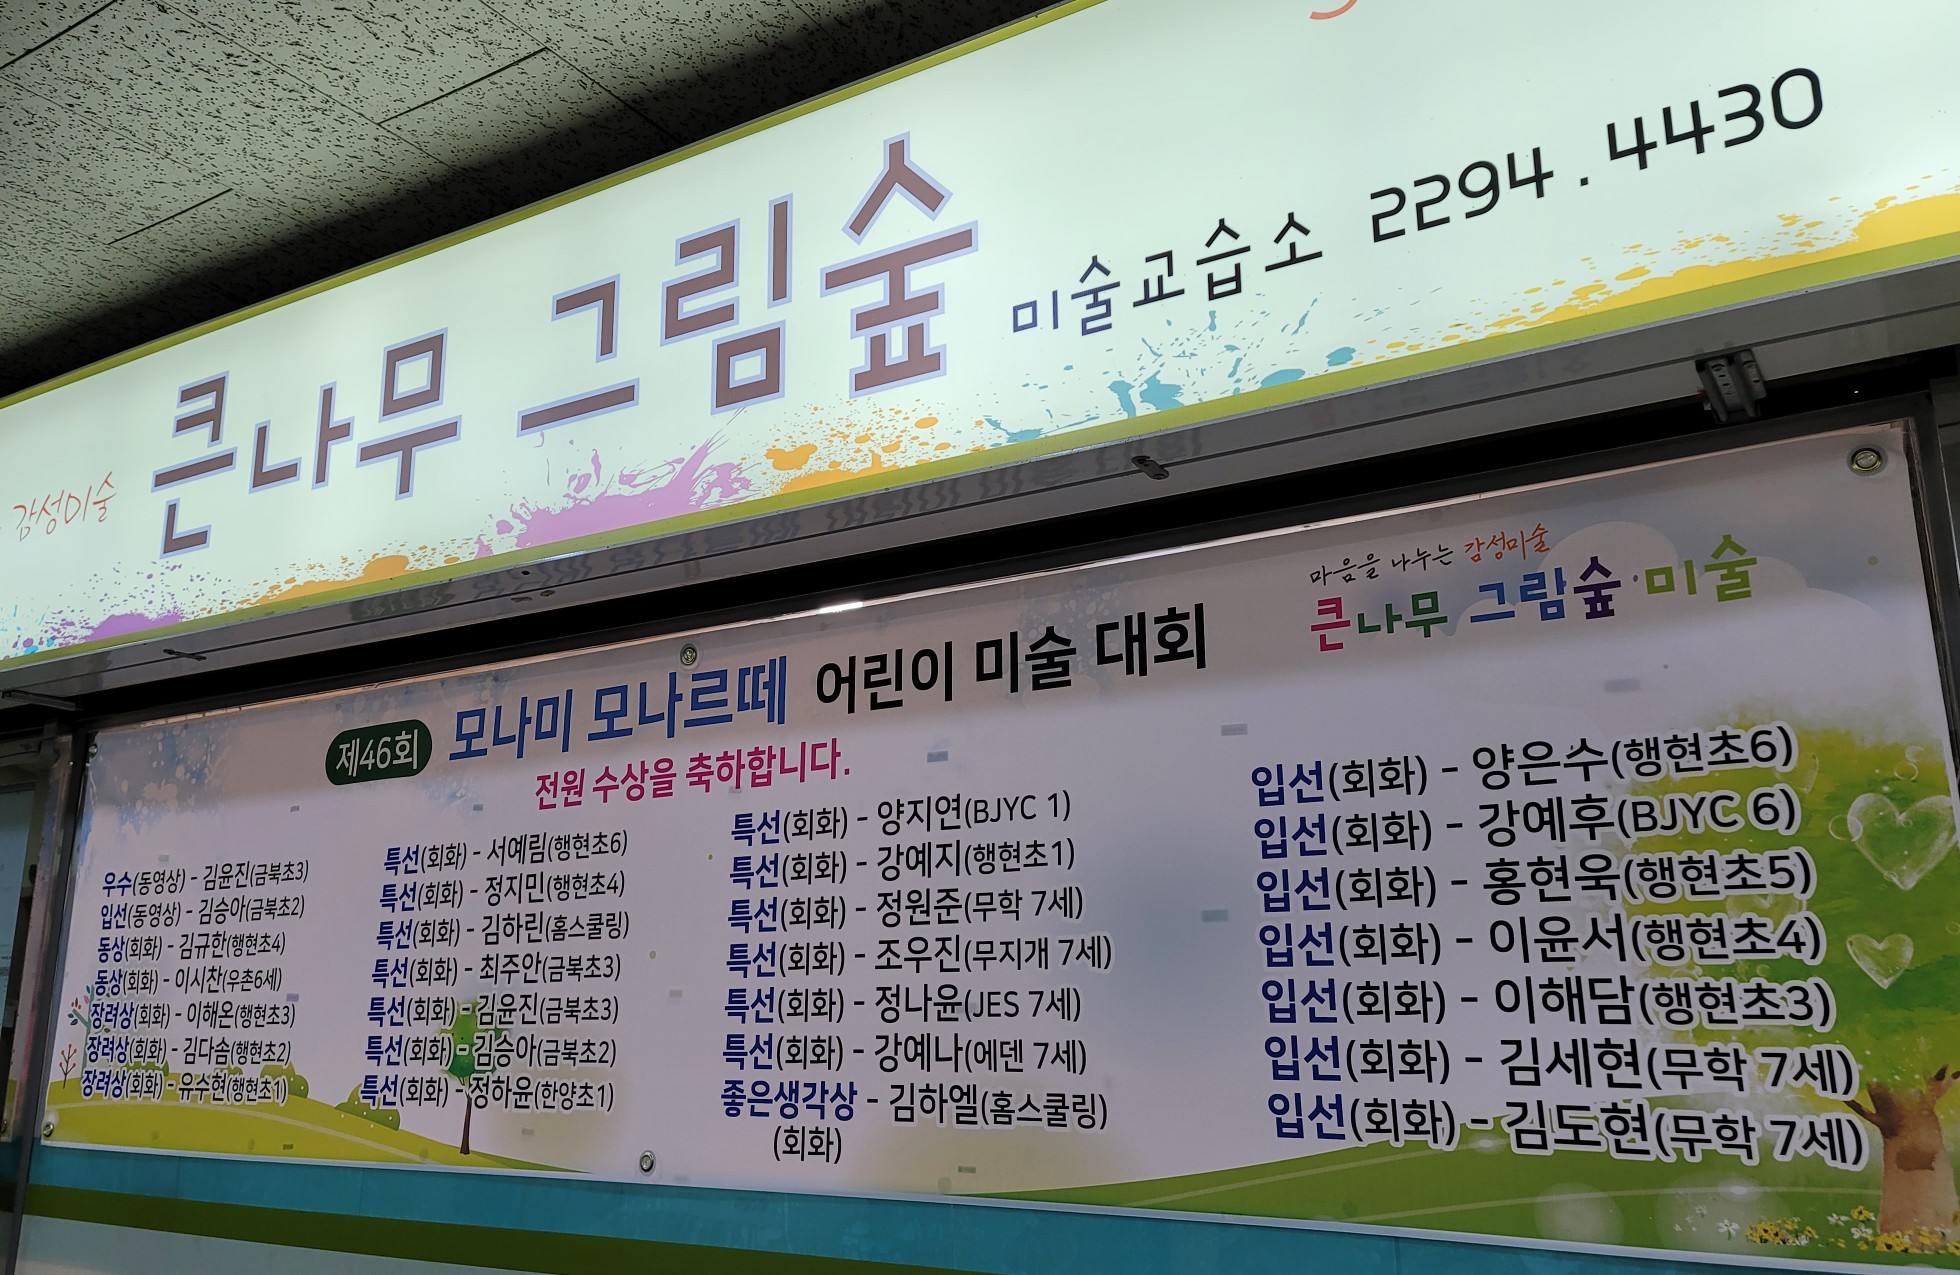 감성미술
큰나무 그림숲 미술교습소 2294.4430
마음을 나누는 감성미술
큰나무 그림숲 미술
제46회 모나미 모나르떼 어린이 미술 대회
전원 수상을 축하합니다.
우수(동영상) - 김윤진(금북초3)
입선(동영상) - 김승아(금북초2)
동상(회화) - 김규한(행현초4)
동상(회화) - 이시찬(우촌6세)
장려상(회화) - 이해온(행현초3)
장려상(회화) - 김다솜(행현초2)
장려상(회화) - 유수현(행현초1)
특선(회화) - 서예림(행현초6)
특선(회화) - 정지민(행현초4)
특선(회화) - 김하린(홈스쿨링)
특선(회화) - 최주안(금북초3)
특선(회화) - 김윤진(금북초3)
특선(회화) - 김승아(금북초2)
특선(회화) - 정하윤(한양초1)
특선(회화) - 양지연(BJYC 1)
특선(회화) - 강예지(행현초1)
특선(회화) - 정원준(무학 7세)
특선(회화) - 조우진(무지개 7세)
특선(회화) - 정나윤(JES 7세)
특선(회화) - 강예나(에덴 7세)
좋은생각상 - 김하엘(홈스쿨링)
(회화)
입선(회화) - 양은수(행현초6)
입선(회화) - 강예후(BJYC 6)
입선(회화) - 홍현욱(행현초5)
입선(회화) - 이윤서(행현초4)
입선(회화) - 이해담(행현초3)
입선(회화) - 김세현(무학 7세)
입선(회화) - 김도현(무학 7세)